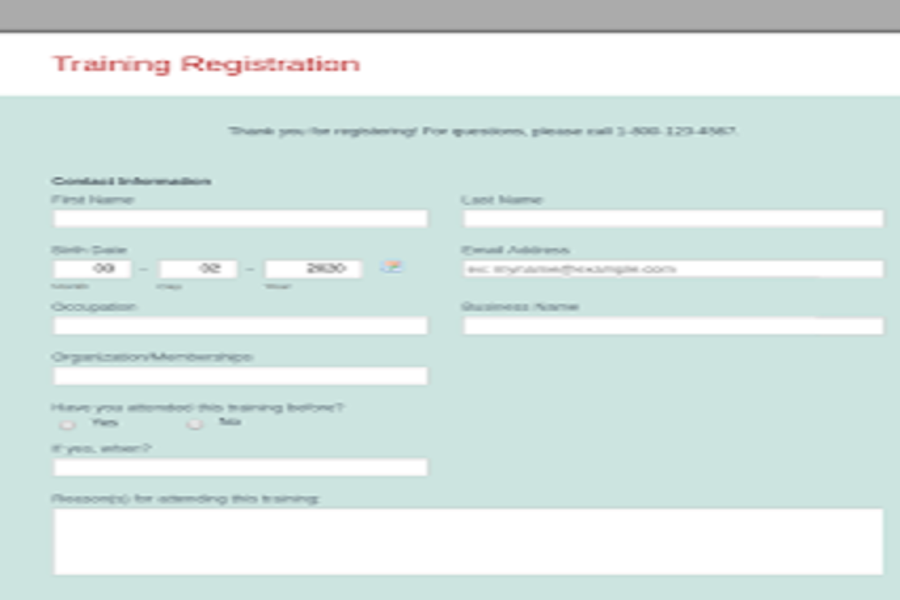 Training Registration
Thank you for registering! For questions, please call 1-800-123-4567.
Contact Information
First Name
Last Name
Birth Date
Email Address
03 - 02 - 2020
ex: myname@example.com
Month Day Year
Occupation
Business Name
Organization/Memberships
Have you attended this training before?
Yes No
If yes, when?
Reason(s) for attending this training: